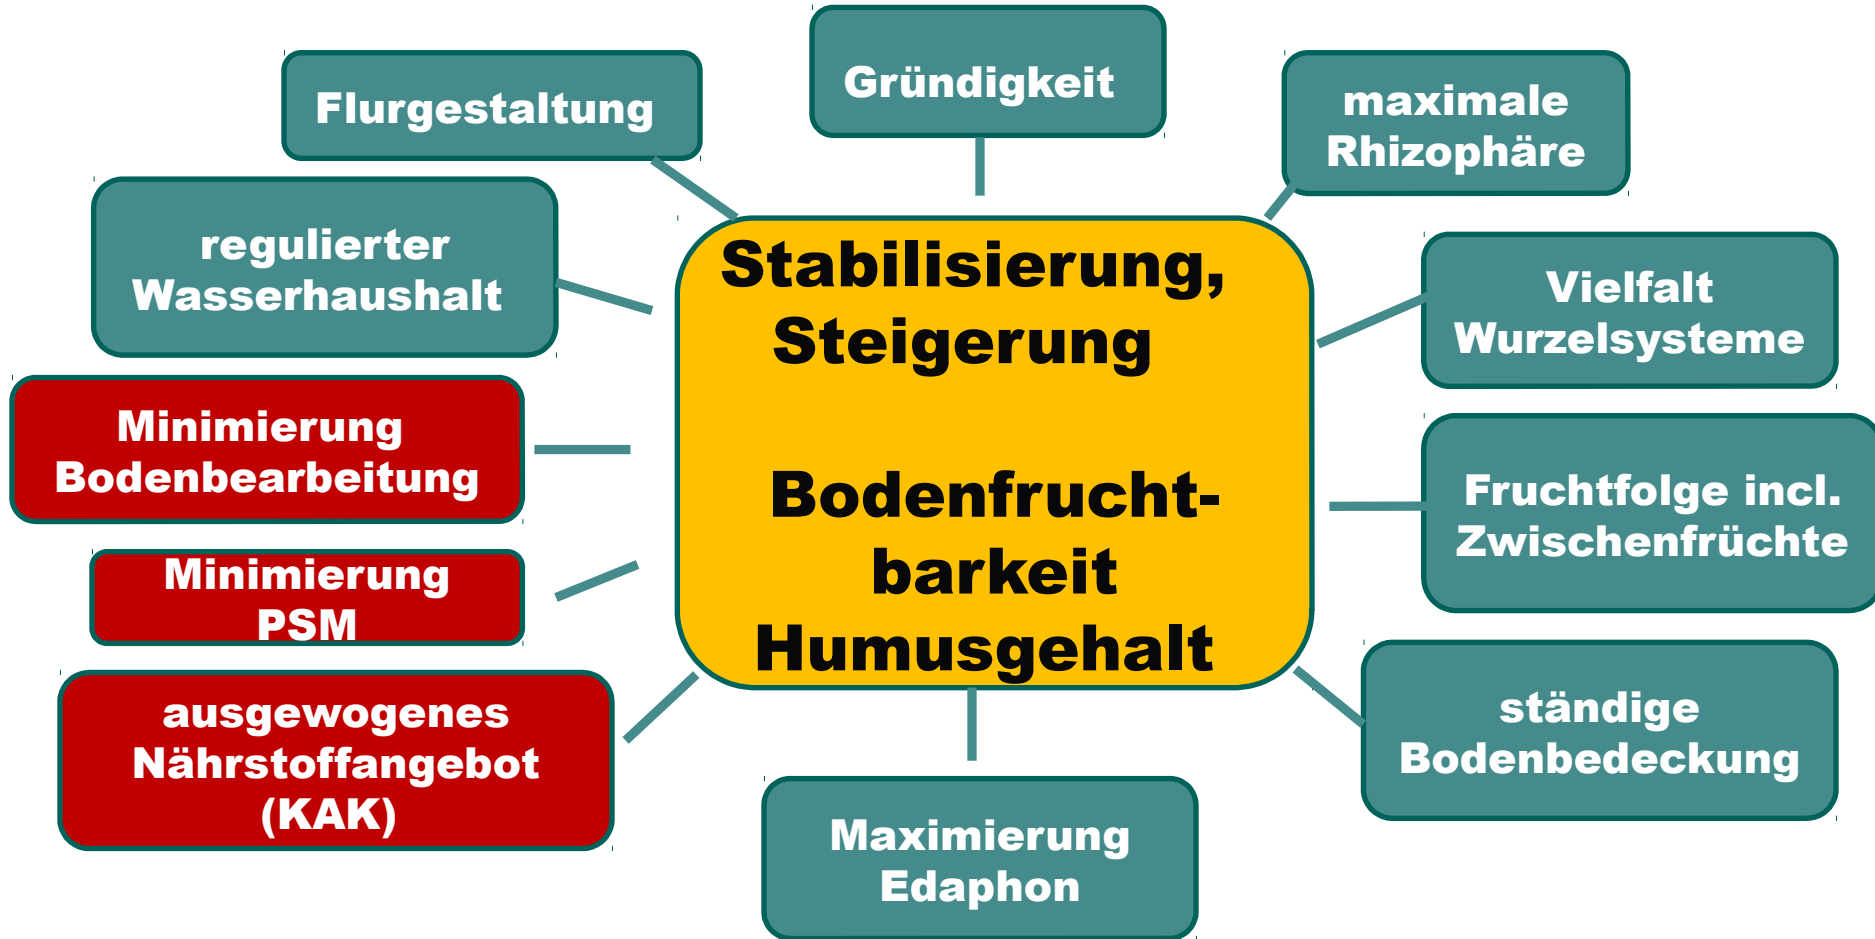 Gründigkeit
Flurgestaltung
maximale
Rhizophäre
regulierter
Wasserhaushalt
Stabilisierung,
Steigerung
Bodenfrucht-
barkeit
Humusgehalt
Vielfalt
Wurzelsysteme
Minimierung
Bodenbearbeitung
Fruchtfolge incl.
Zwischenfrüchte
Minimierung
PSM
ausgewogenes
Nährstoffangebot
(KAK)
ständige
Bodenbedeckung
Maximierung
Edaphon